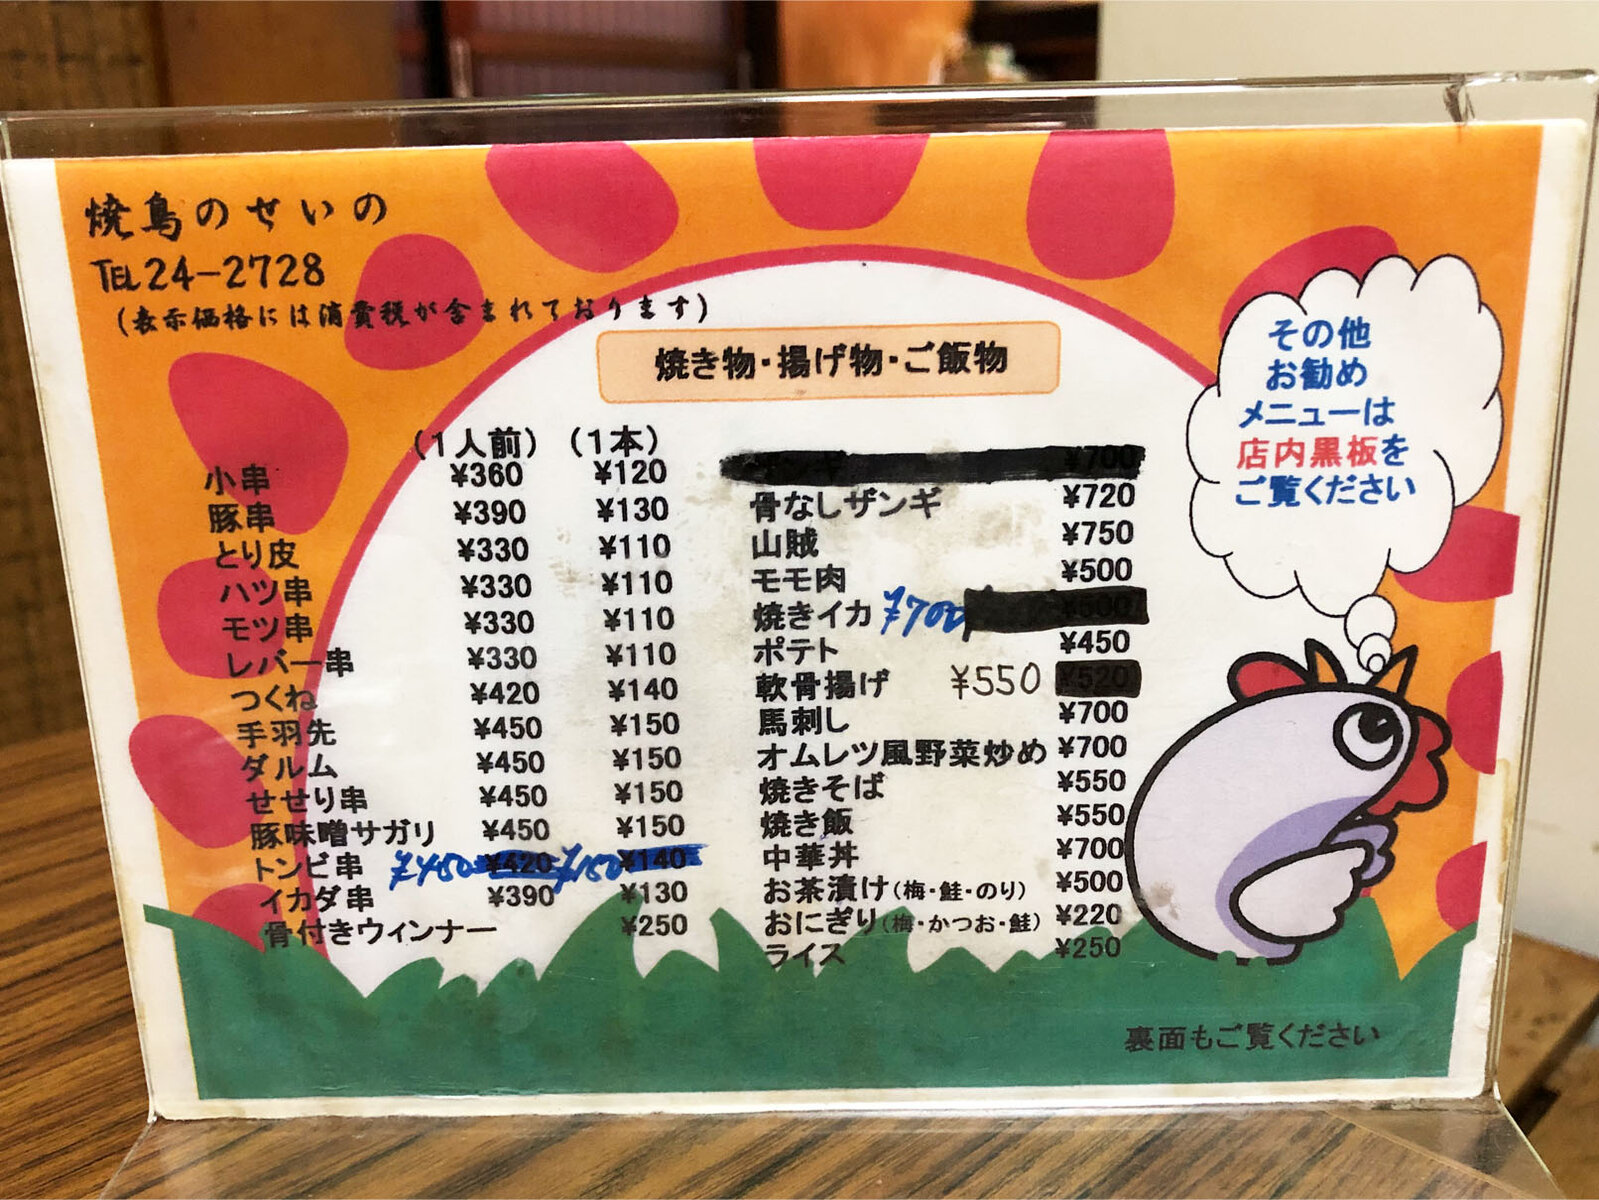 焼鳥のせいの
TEL24-2728
(表示価格には消費税が含まれております)
焼き物・揚げ物・ご飯物
(1人前) (1本)
小串 ¥360 ¥120
豚串 ¥390 ¥130
とり皮 ¥330 ¥110
ハツ串 ¥330 ¥110
モツ串 ¥330 ¥110
レバー串 ¥330 ¥110
つくね ¥420 ¥140
手羽先 ¥450 ¥150
ダルム ¥450 ¥150
せせり串 ¥450 ¥150
豚味噌サガリ ¥450 ¥150
トンビ串 ¥450 ¥420 ¥150 ¥140
イカダ串 ¥390 ¥130
骨付きウィンナー ¥250
¥700
骨なしザンギ ¥720
山賊 ¥750
モモ肉 ¥500
焼きイカ ¥700 ¥500
ポテト ¥450
軟骨揚げ ¥550 ¥520
馬刺し ¥700
オムレツ風野菜炒め ¥700
焼きそば ¥550
焼き飯 ¥550
中華丼 ¥700
お茶漬け(梅・鮭・のり) ¥500
おにぎり(梅・かつお・鮭) ¥220
ライス ¥250
その他
お勧め
メニューは
店内黒板を
ご覧ください
裏面もご覧ください